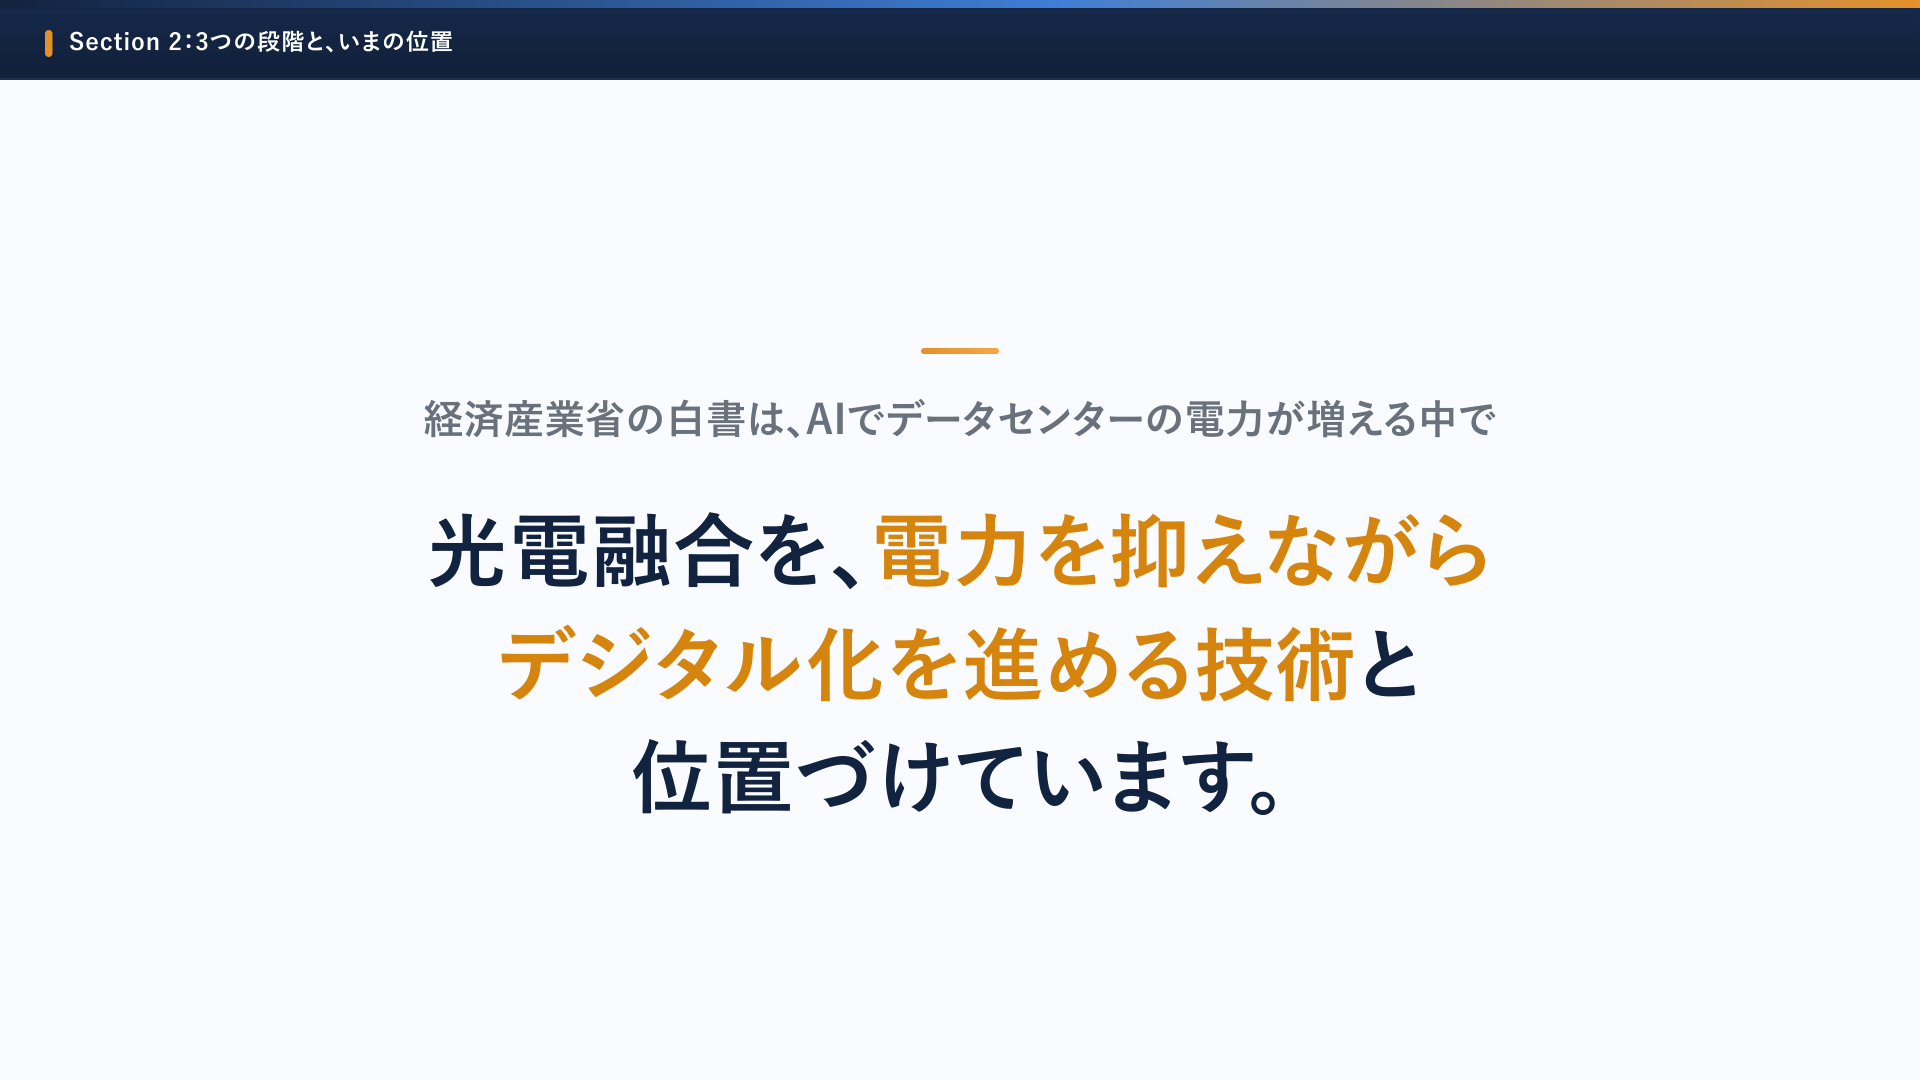 Section 2:3つの段階と、いまの位置
経済産業省の白書は、AIでデータセンターの電力が増える中で
光電融合を、電力を抑えながら
デジタル化を進める技術と
位置づけています。